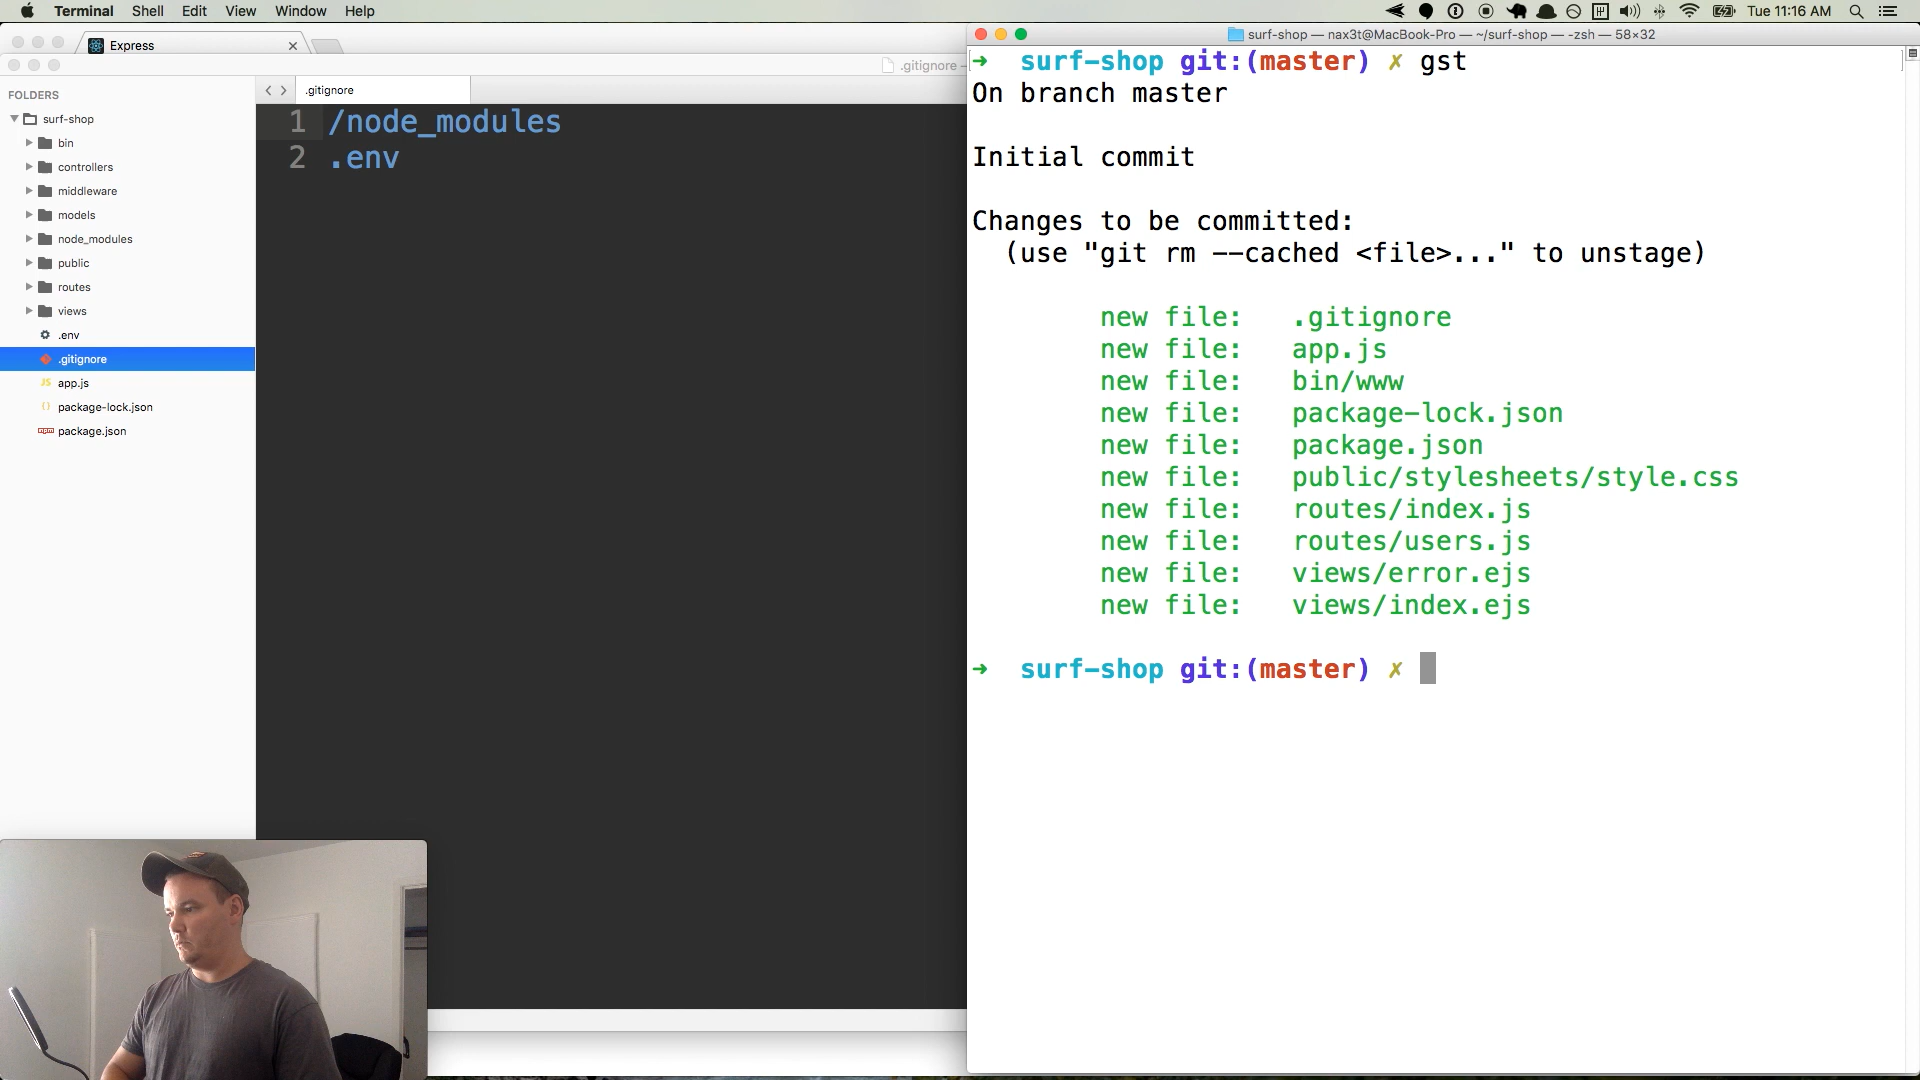 Terminal Shell Edit View Window Help
Tue 11:16 AM
Express
.gitignore —
FOLDERS
surf-shop
bin
controllers
middleware
models
node_modules
public
routes
views
.env
.gitignore
app.js
package-lock.json
package.json
.gitignore
1 /node_modules
2 .env
surf-shop — nax3t@MacBook-Pro — ~/surf-shop — -zsh — 58×32
➜ surf-shop git:(master) ✗ gst
On branch master
Initial commit
Changes to be committed:
(use "git rm --cached <file>..." to unstage)
new file: .gitignore
new file: app.js
new file: bin/www
new file: package-lock.json
new file: package.json
new file: public/stylesheets/style.css
new file: routes/index.js
new file: routes/users.js
new file: views/error.ejs
new file: views/index.ejs
➜ surf-shop git:(master) ✗